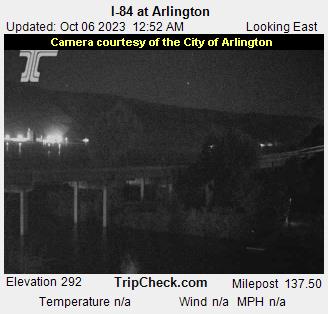 I-84 at Arlington
Updated: Oct 06 2023 12:52 AM Looking East
Camera courtesy of the City of Arlington
Elevation 292 TripCheck.com Milepost 137.50
Temperature n/a Wind n/a MPH n/a